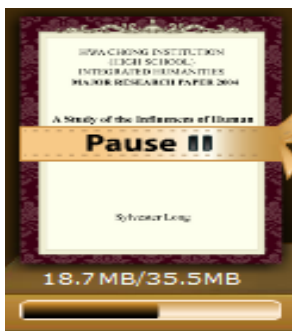 HWA CHONG INSTITUTION
(HIGH SCHOOL)
INTEGRATED HUMANITIES
MAJOR RESEARCH PAPER 2004
A Study of the Influences of Human
Pause II
Sylvester Long
18.7MB/35.5MB